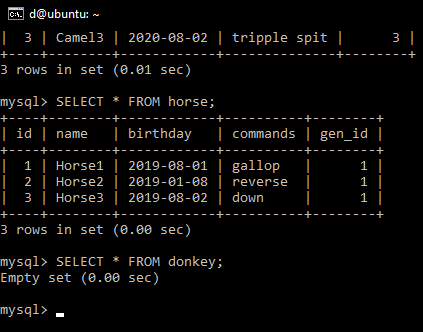 d@ubuntu: ~
|  3 | Camel3 | 2020-08-02 | tripple spit |      3 |
+----+--------+------------+--------------+--------+
3 rows in set (0.01 sec)
mysql> SELECT * FROM horse;
+----+--------+------------+----------+--------+
| id | name   | birthday   | commands | gen_id |
+----+--------+------------+----------+--------+
|  1 | Horse1 | 2019-08-01 | gallop   |      1 |
|  2 | Horse2 | 2019-01-08 | reverse  |      1 |
|  3 | Horse3 | 2019-08-02 | down     |      1 |
+----+--------+------------+----------+--------+
3 rows in set (0.00 sec)
mysql> SELECT * FROM donkey;
Empty set (0.00 sec)
mysql>